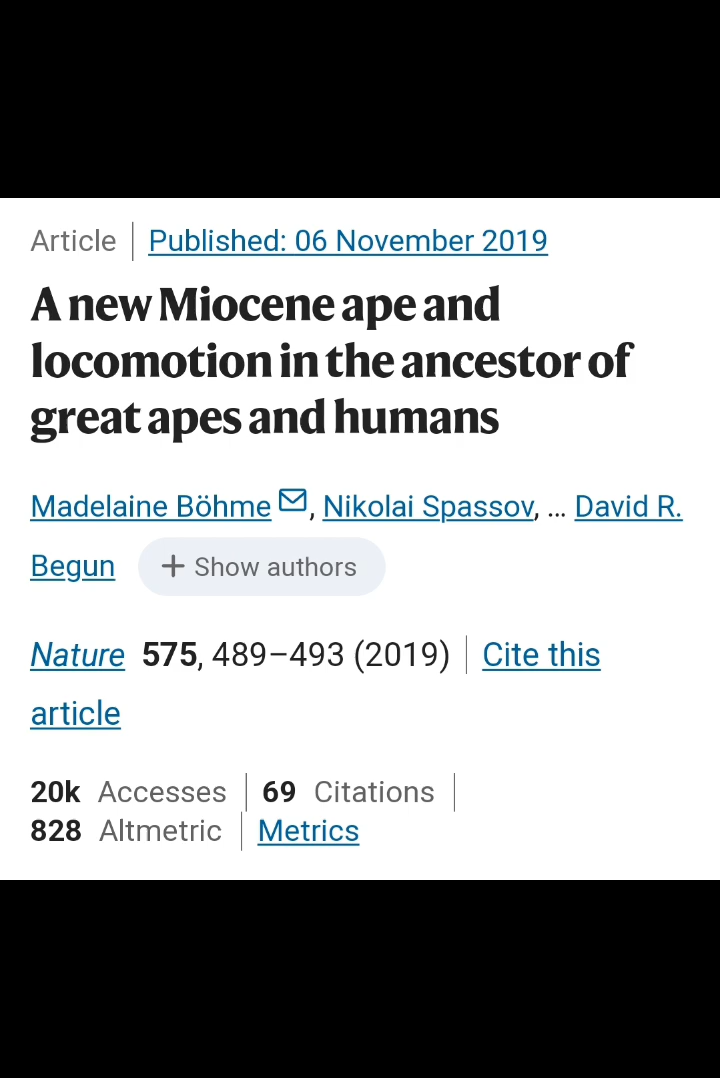 Article | Published: 06 November 2019
A new Miocene ape and
locomotion in the ancestor of
great apes and humans
Madelaine Böhme, Nikolai Spassov, ... David R.
Begun + Show authors
Nature 575, 489–493 (2019) | Cite this
article
20k Accesses | 69 Citations |
828 Altmetric | Metrics